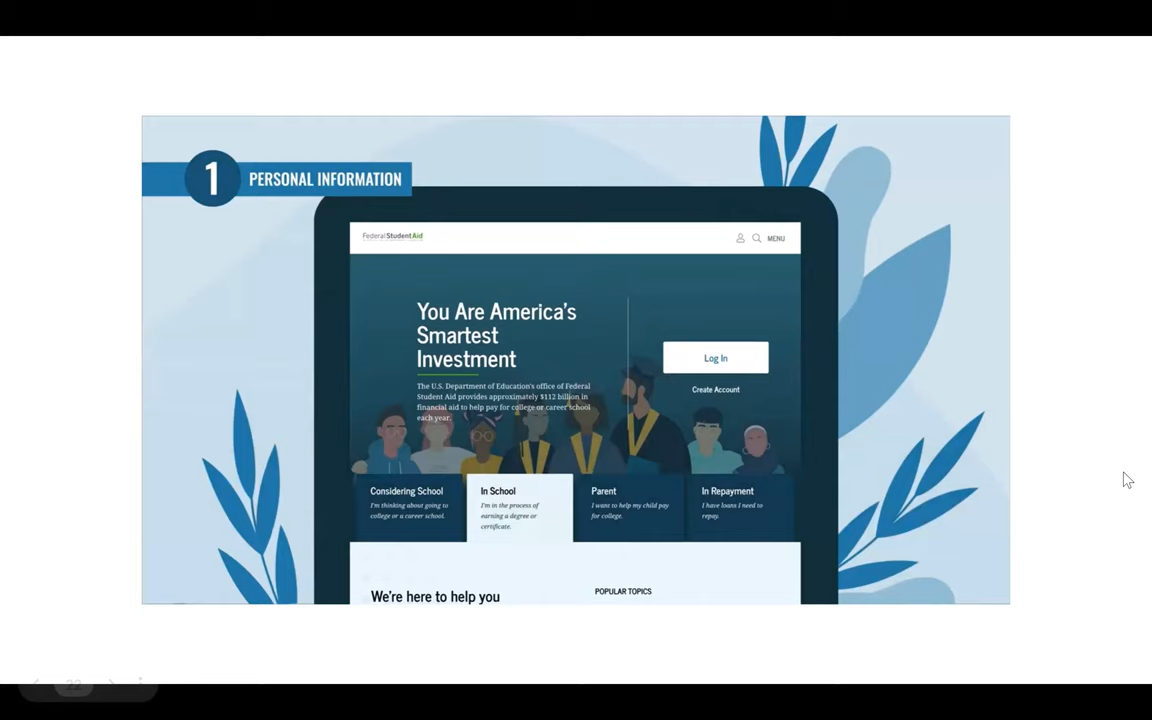 1 PERSONAL INFORMATION
Federal Student Aid
MENU
You Are America's
Smartest
Investment
The U.S. Department of Education's office of Federal
Student Aid provides approximately $112 billion in
financial aid to help pay for college or career school
each year.
Log In
Create Account
Considering School
I'm thinking about going
to college or a career school.
In School
I'm in the process of
earning a degree or
certificate.
Parent
I want to help my child pay
for college.
In Repayment
I have loans I need to
repay.
We're here to help you
POPULAR TOPICS
22